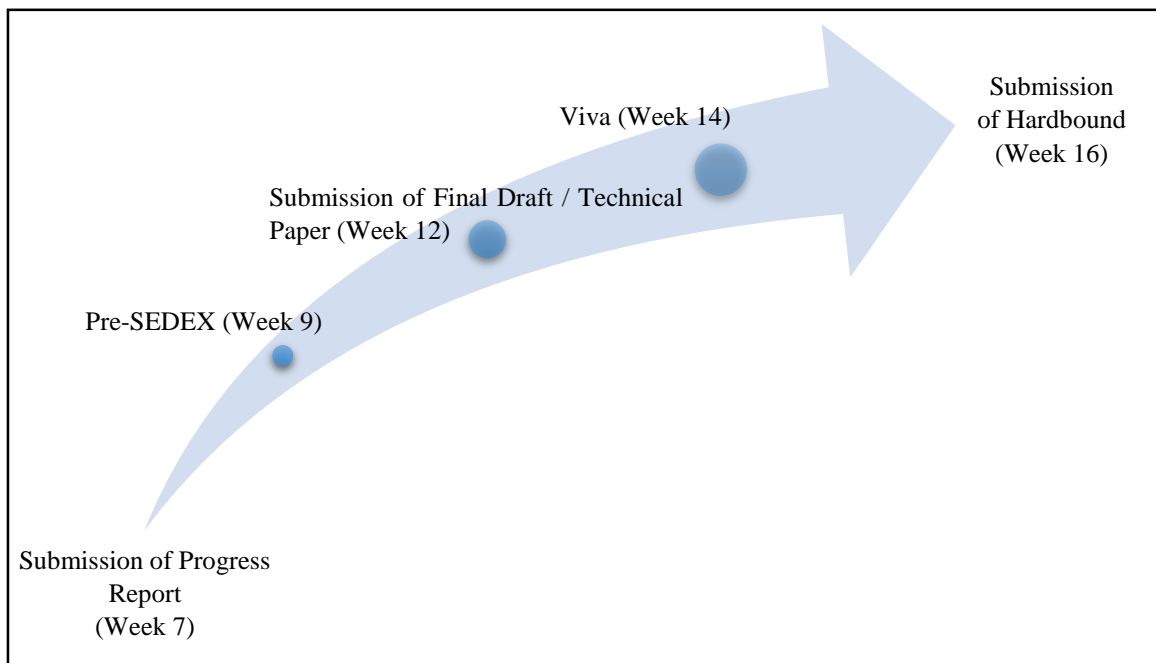 Submission
of Hardbound
(Week 16)
Viva (Week 14)
Submission of Final Draft / Technical
Paper (Week 12)
Pre-SEDEX (Week 9)
Submission of Progress
Report
(Week 7)